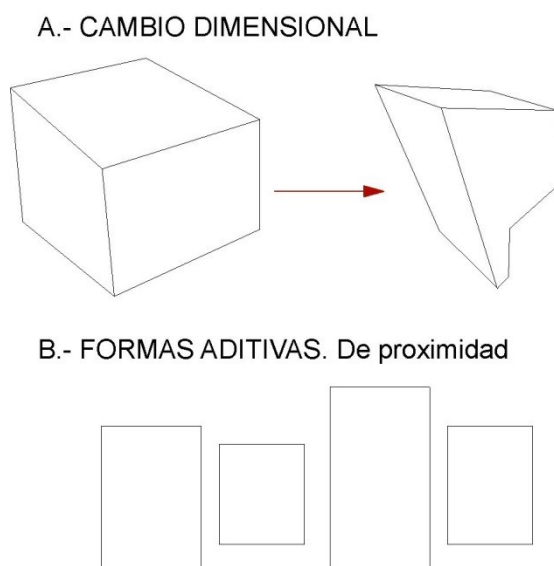 A.- CAMBIO DIMENSIONAL
B.- FORMAS ADITIVAS. De proximidad